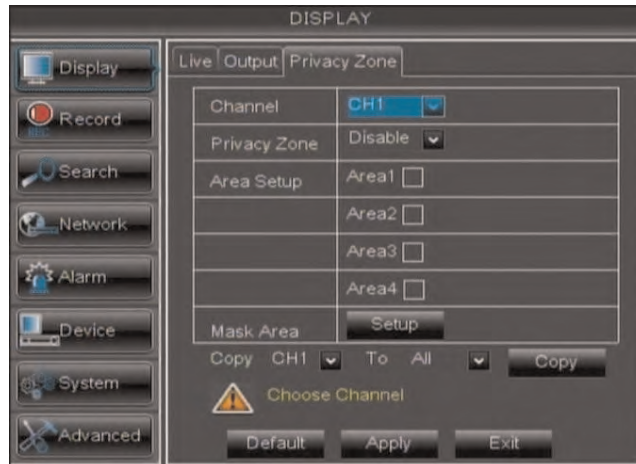 DISPLAY
Display
Record
REC
Search
Network
Alarm
Device
System
Advanced
Live Output Privacy Zone
Channel CH1
Privacy Zone Disable
Area Setup Area1
Area2
Area3
Area4
Mask Area Setup
Copy CH1 To All Copy
Choose Channel
Default Apply Exit